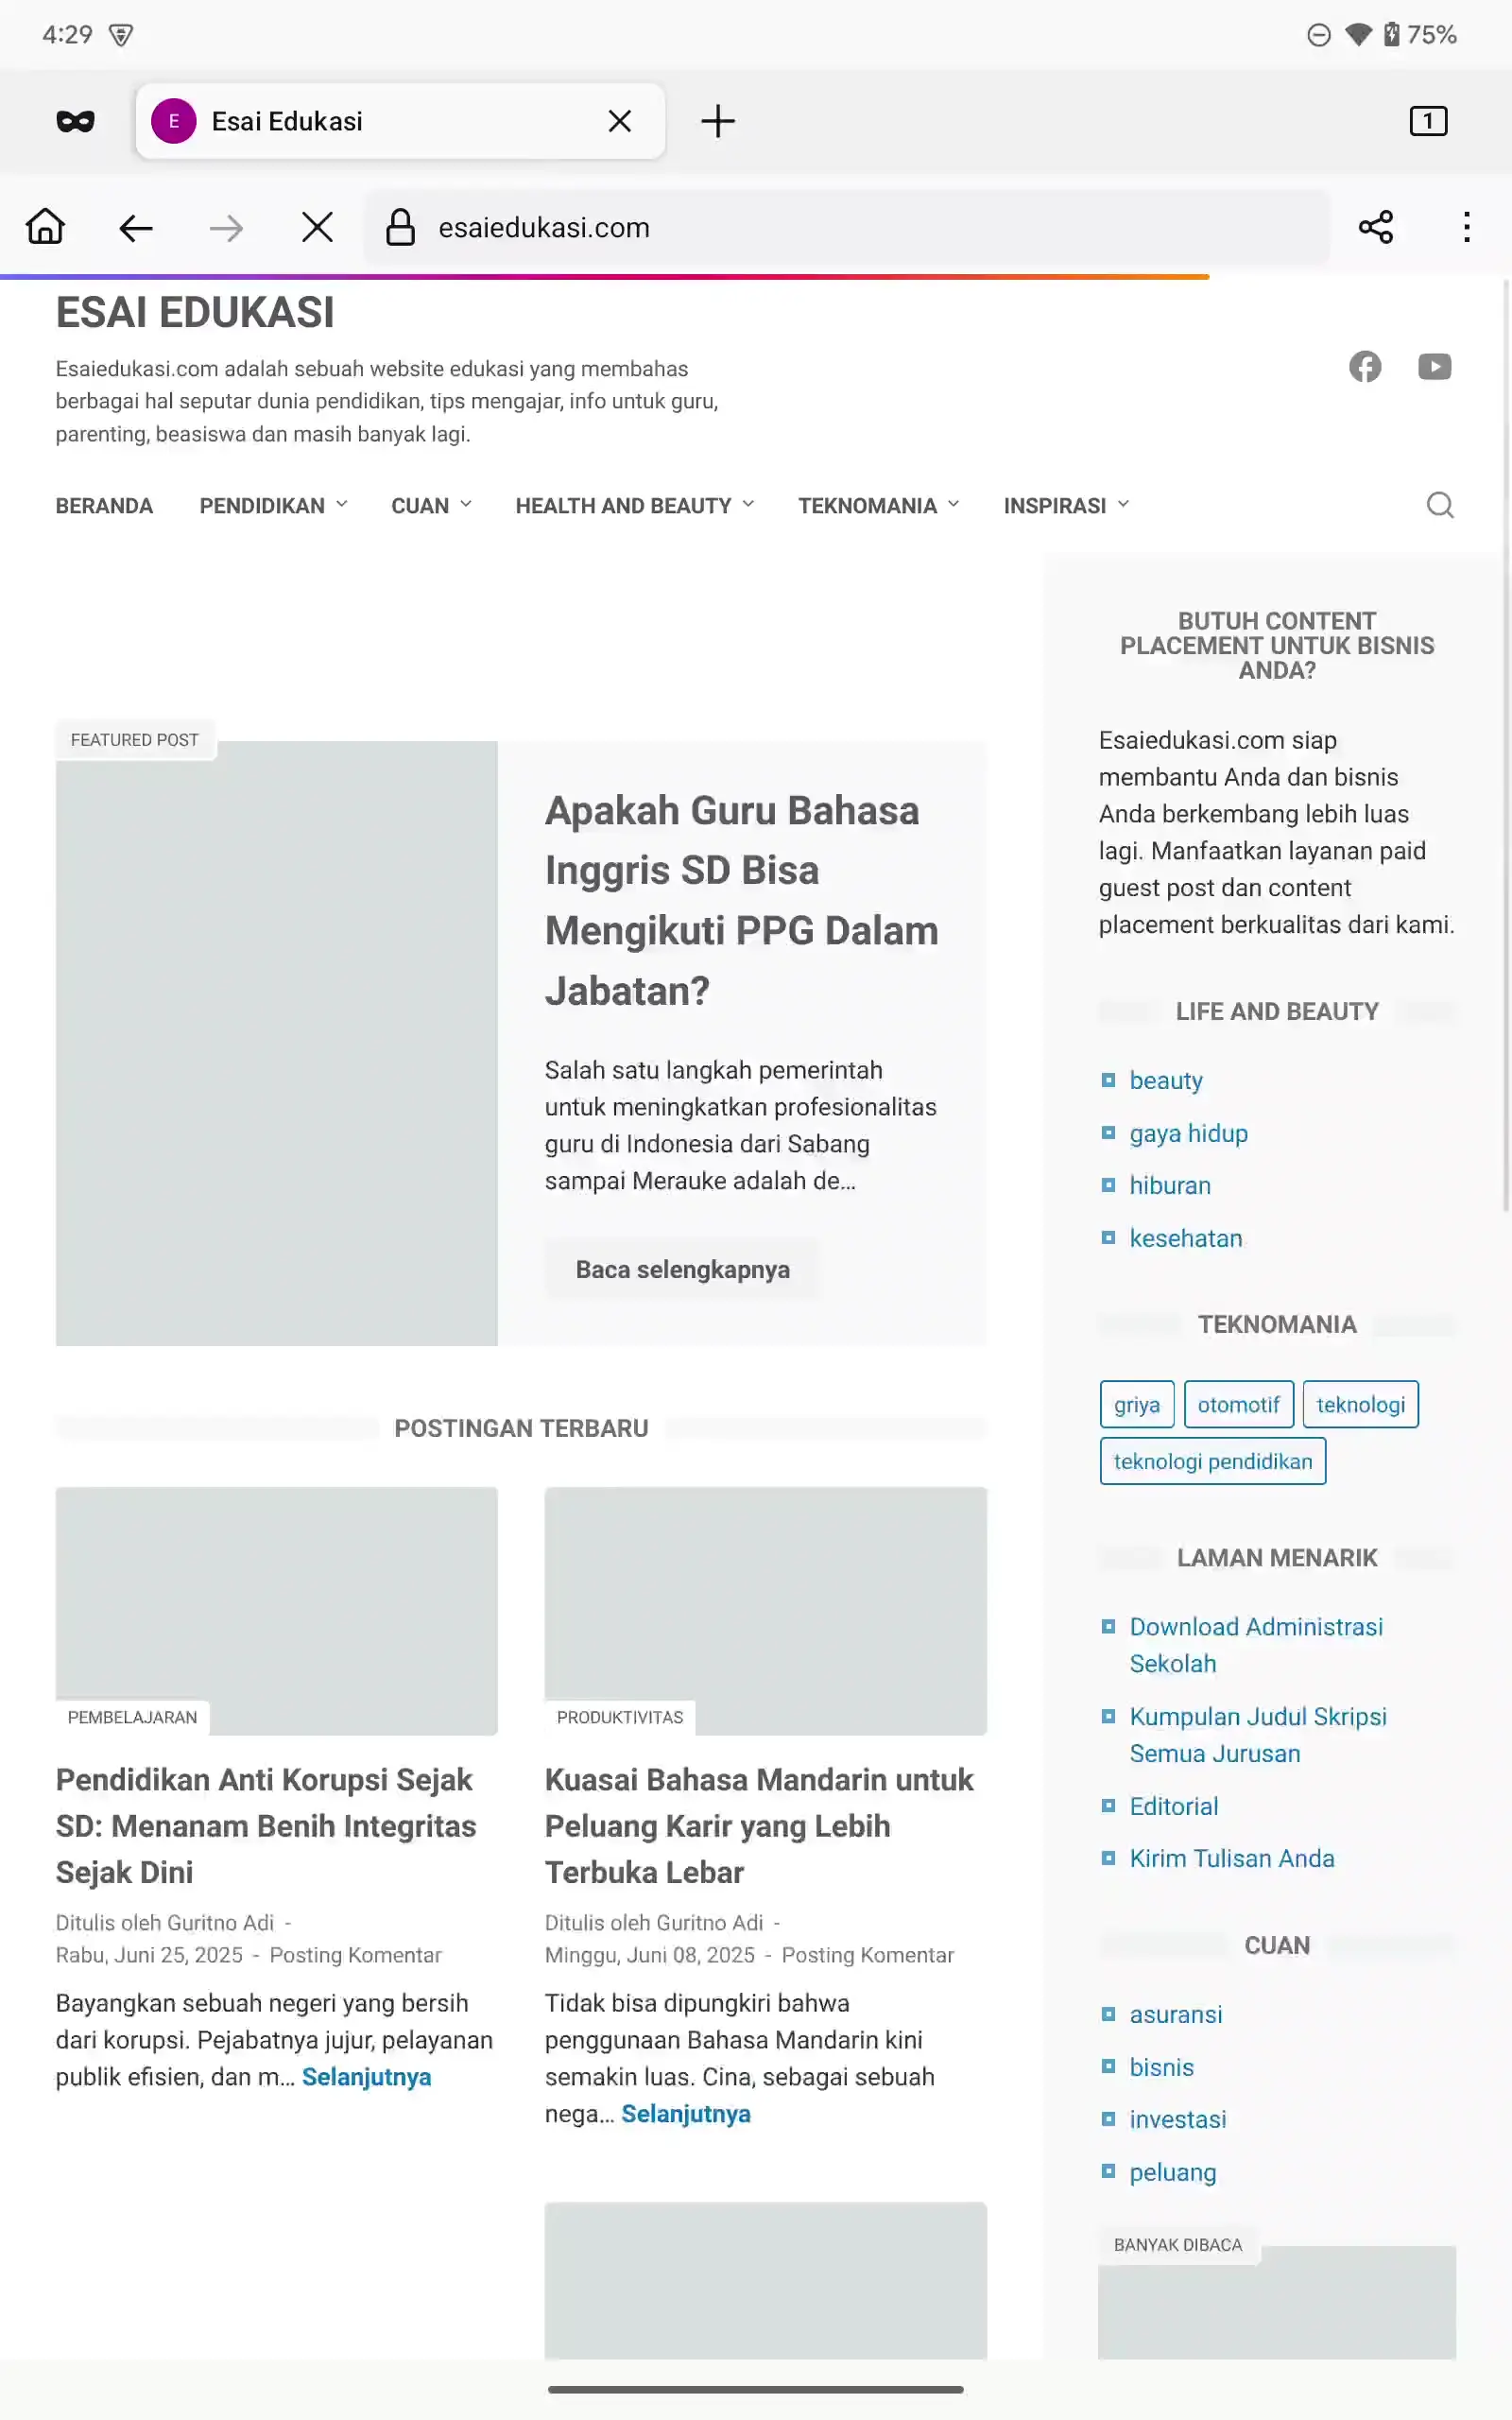 4:29
75%
E
Esai Edukasi
1
esaiedukasi.com
ESAI EDUKASI
Esaiedukasi.com adalah sebuah website edukasi yang membahas
berbagai hal seputar dunia pendidikan, tips mengajar, info untuk guru,
parenting, beasiswa dan masih banyak lagi.
BERANDA
PENDIDIKAN
CUAN
HEALTH AND BEAUTY
TEKNOMANIA
INSPIRASI
FEATURED POST
Apakah Guru Bahasa
Inggris SD Bisa
Mengikuti PPG Dalam
Jabatan?
Salah satu langkah pemerintah
untuk meningkatkan profesionalitas
guru di Indonesia dari Sabang
sampai Merauke adalah de...
Baca selengkapnya
POSTINGAN TERBARU
PEMBELAJARAN
Pendidikan Anti Korupsi Sejak
SD: Menanam Benih Integritas
Sejak Dini
Ditulis oleh Guritno Adi -
Rabu, Juni 25, 2025 - Posting Komentar
Bayangkan sebuah negeri yang bersih
dari korupsi. Pejabatnya jujur, pelayanan
publik efisien, dan m... Selanjutnya
PRODUKTIVITAS
Kuasai Bahasa Mandarin untuk
Peluang Karir yang Lebih
Terbuka Lebar
Ditulis oleh Guritno Adi -
Minggu, Juni 08, 2025 - Posting Komentar
Tidak bisa dipungkiri bahwa
penggunaan Bahasa Mandarin kini
semakin luas. Cina, sebagai sebuah
nega... Selanjutnya
BUTUH CONTENT
PLACEMENT UNTUK BISNIS
ANDA?
Esaiedukasi.com siap
membantu Anda dan bisnis
Anda berkembang lebih luas
lagi. Manfaatkan layanan paid
guest post dan content
placement berkualitas dari kami.
LIFE AND BEAUTY
beauty
gaya hidup
hiburan
kesehatan
TEKNOMANIA
griya
otomotif
teknologi
teknologi pendidikan
LAMAN MENARIK
Download Administrasi
Sekolah
Kumpulan Judul Skripsi
Semua Jurusan
Editorial
Kirim Tulisan Anda
CUAN
asuransi
bisnis
investasi
peluang
BANYAK DIBACA